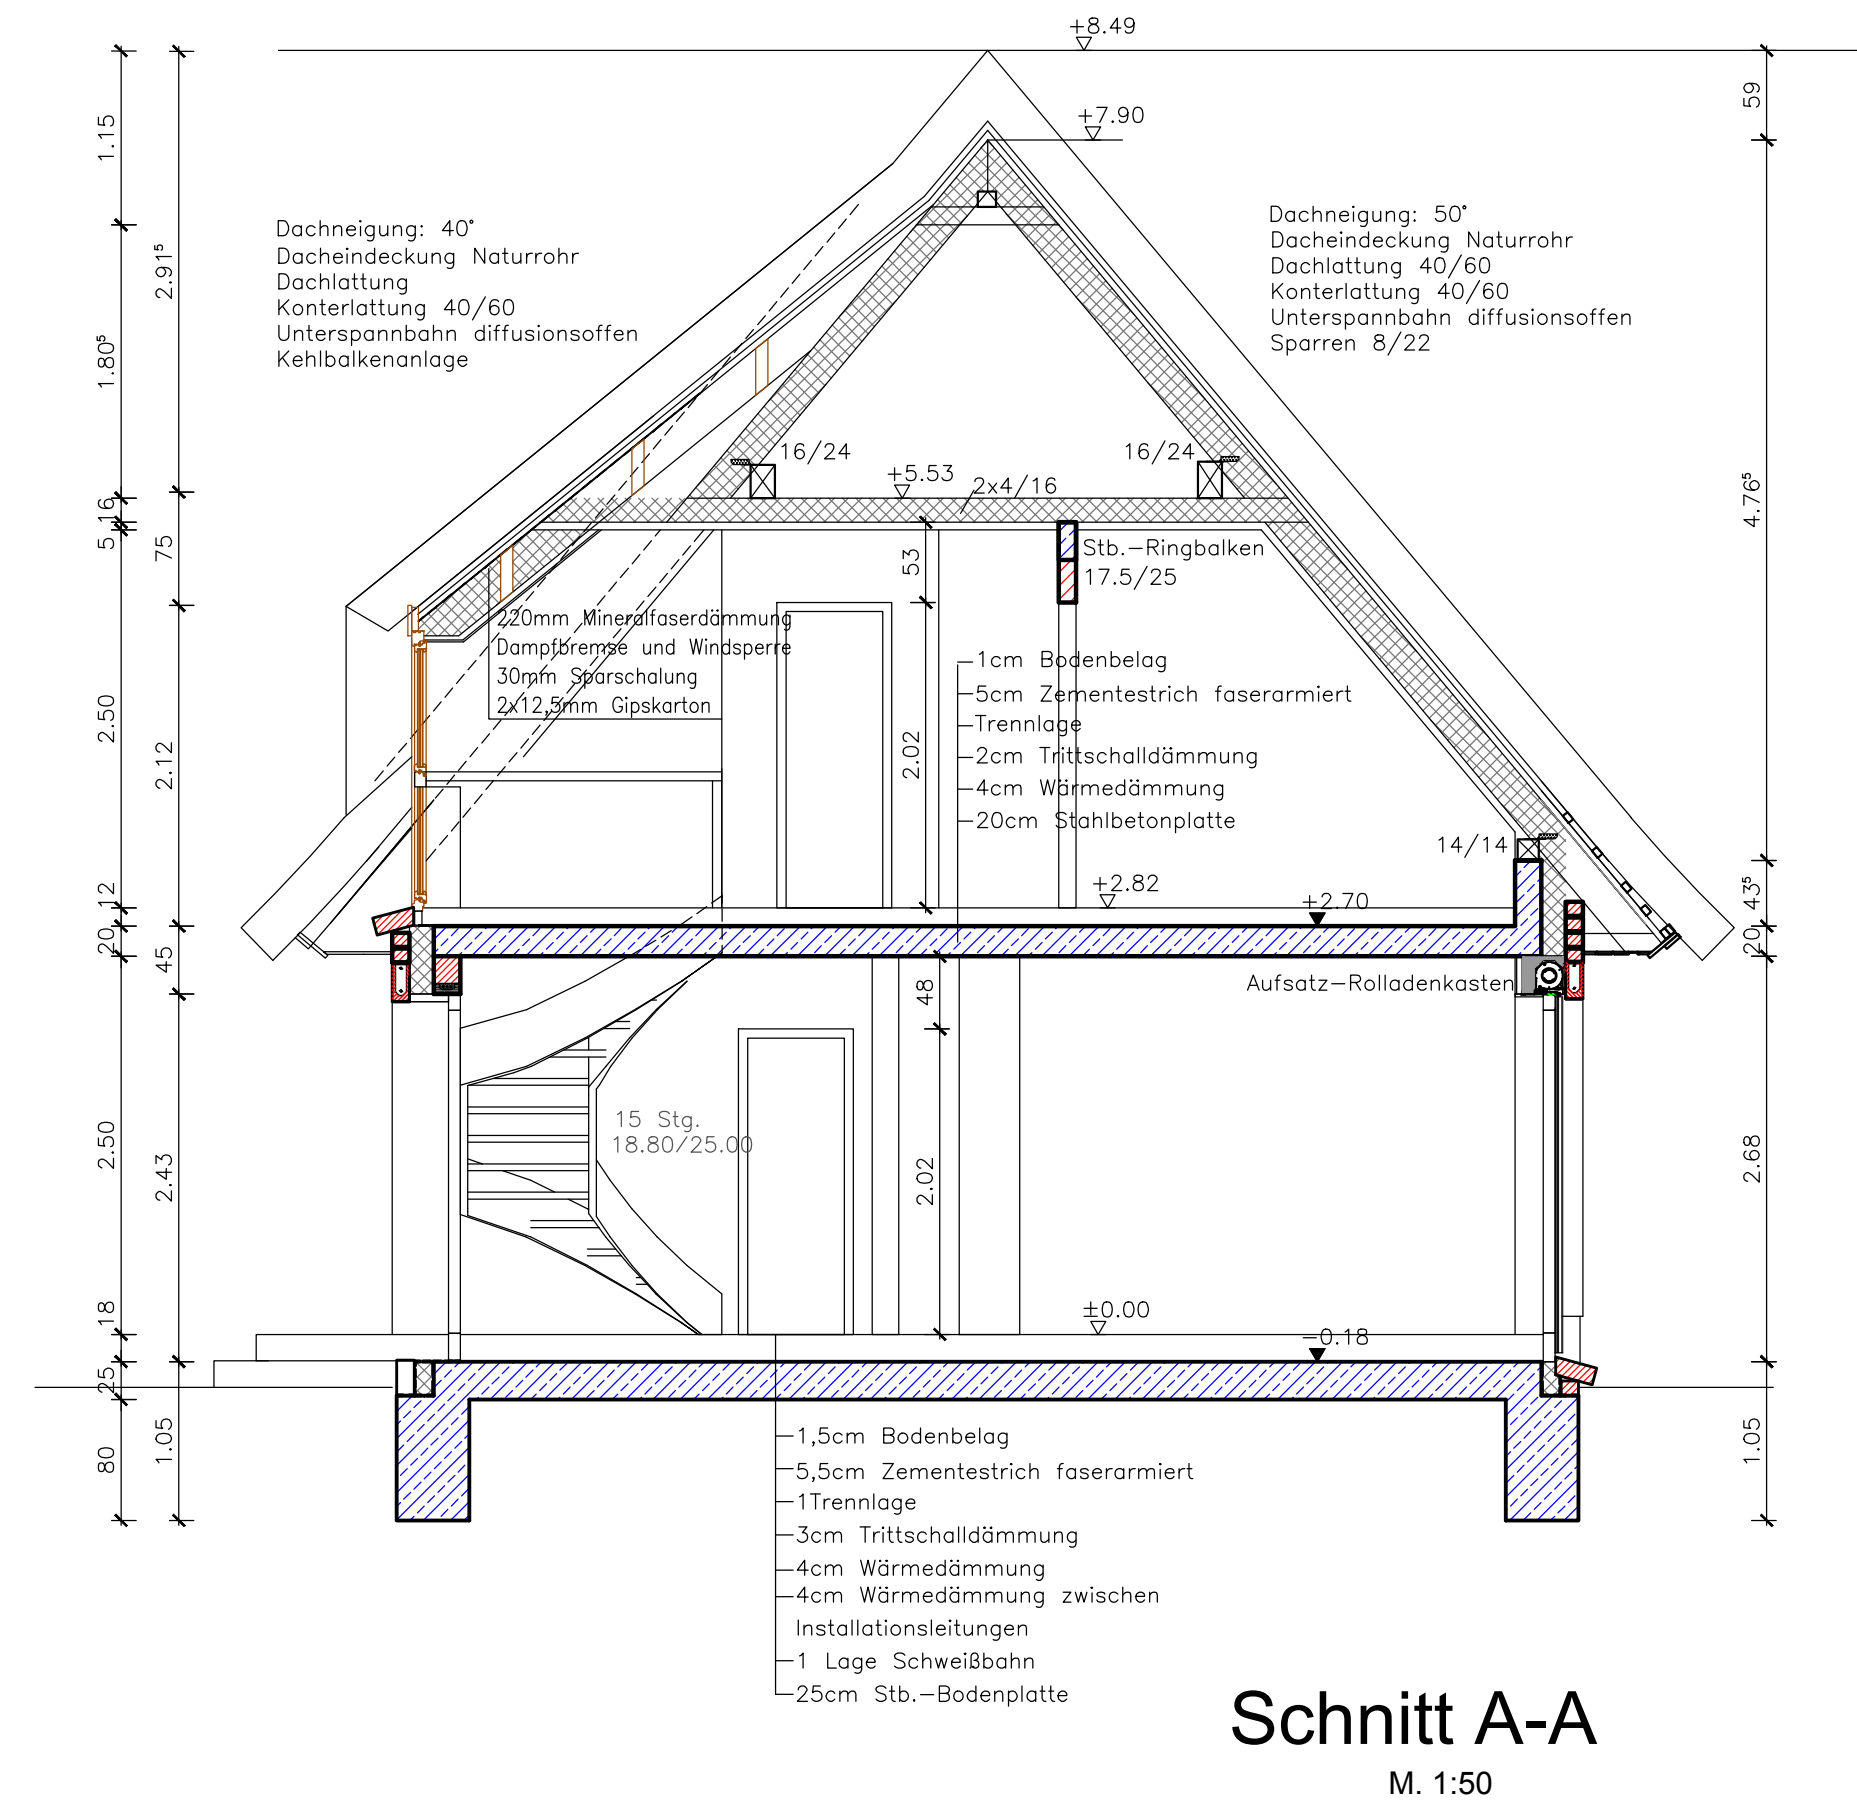 +8.49
+7.90
59
1.15
2.91⁵
1.80⁵
516
75
2.50
2.12
12
20
45
2.50
2.43
18
25
80
1.05
Dachneigung: 40°
Dacheindeckung Naturrohr
Dachlattung
Konterlattung 40/60
Unterspannbahn diffusionsoffen
Kehlbalkenanlage
Dachneigung: 50°
Dacheindeckung Naturrohr
Dachlattung 40/60
Konterlattung 40/60
Unterspannbahn diffusionsoffen
Sparren 8/22
16/24
16/24
+5.53
2x4/16
4.76⁵
53
Stb.-Ringbalken
17.5/25
220mm Mineralfaserdämmung
Dampfbremse und Windsperre
30mm Sparschalung
2x12,5mm Gipskarton
2.02
1cm Bodenbelag
5cm Zementestrich faserarmiert
Trennlage
2cm Trittschalldämmung
4cm Wärmedämmung
20cm Stahlbetonplatte
14/14
+2.82
+2.70
43⁵
20
48
Aufsatz-Rolladenkasten
15 Stg.
18.80/25.00
2.02
2.68
±0.00
-0.18
1.05
1,5cm Bodenbelag
5,5cm Zementestrich faserarmiert
1Trennlage
3cm Trittschalldämmung
4cm Wärmedämmung
4cm Wärmedämmung zwischen
Installationsleitungen
1 Lage Schweißbahn
25cm Stb.-Bodenplatte
Schnitt A-A
M. 1:50